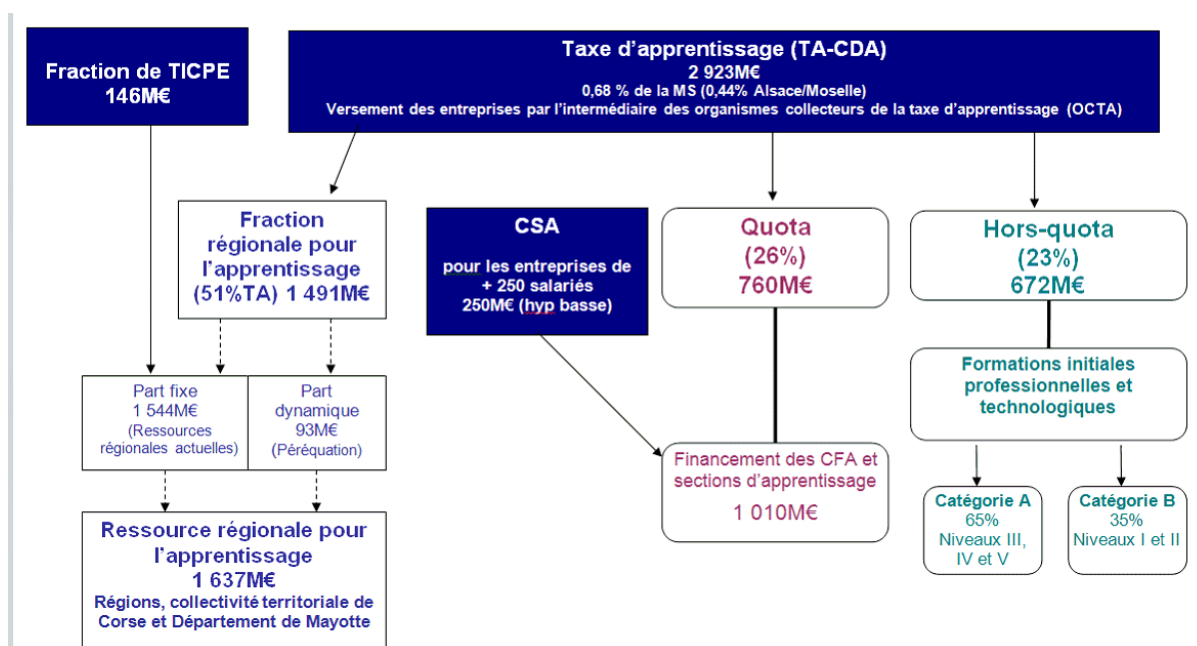 Fraction de TICPE
146M€
Taxe d'apprentissage (TA-CDA)
2 923M€
0,68 % de la MS (0,44% Alsace/Moselle)
Versement des entreprises par l'intermédiaire des organismes collecteurs de la taxe d'apprentissage (OCTA)
Fraction
régionale pour
l'apprentissage
(51%TA) 1 491M€
CSA
pour les entreprises de
+ 250 salariés
250M€ (hyp basse)
Quota
(26%)
760M€
Hors-quota
(23%)
672M€
Part fixe
1 544M€
(Ressources
régionales actuelles)
Part
dynamique
93M€
(Péréquation)
Formations initiales
professionnelles et
technologiques
Financement des CFA et
sections d'apprentissage
1 010M€
Catégorie A
65%
Niveaux III,
IV et V
Catégorie B
35%
Niveaux I et II
Ressource régionale pour
l'apprentissage
1 637M€
Régions, collectivité territoriale de
Corse et Département de Mayotte